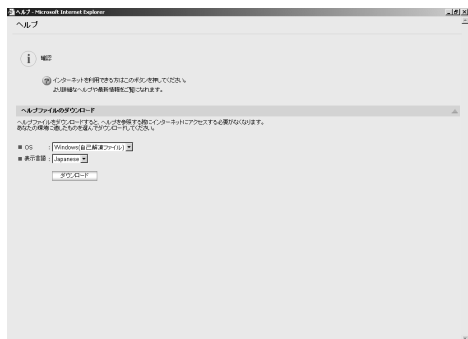 ヘルプ - Microsoft Internet Explorer
ヘルプ
確認
インターネットを利用できる方はこのボタンを押してください。
より詳細なヘルプや最新情報をご覧になれます。
ヘルプファイルのダウンロード
ヘルプファイルをダウンロードすると、ヘルプを参照する際にインターネットにアクセスする必要がなくなります。
あなたの環境に適したものを選んでダウンロードしてください。
■ OS : Windows(自己解凍ファイル)
■ 表示言語 : Japanese
ダウンロード